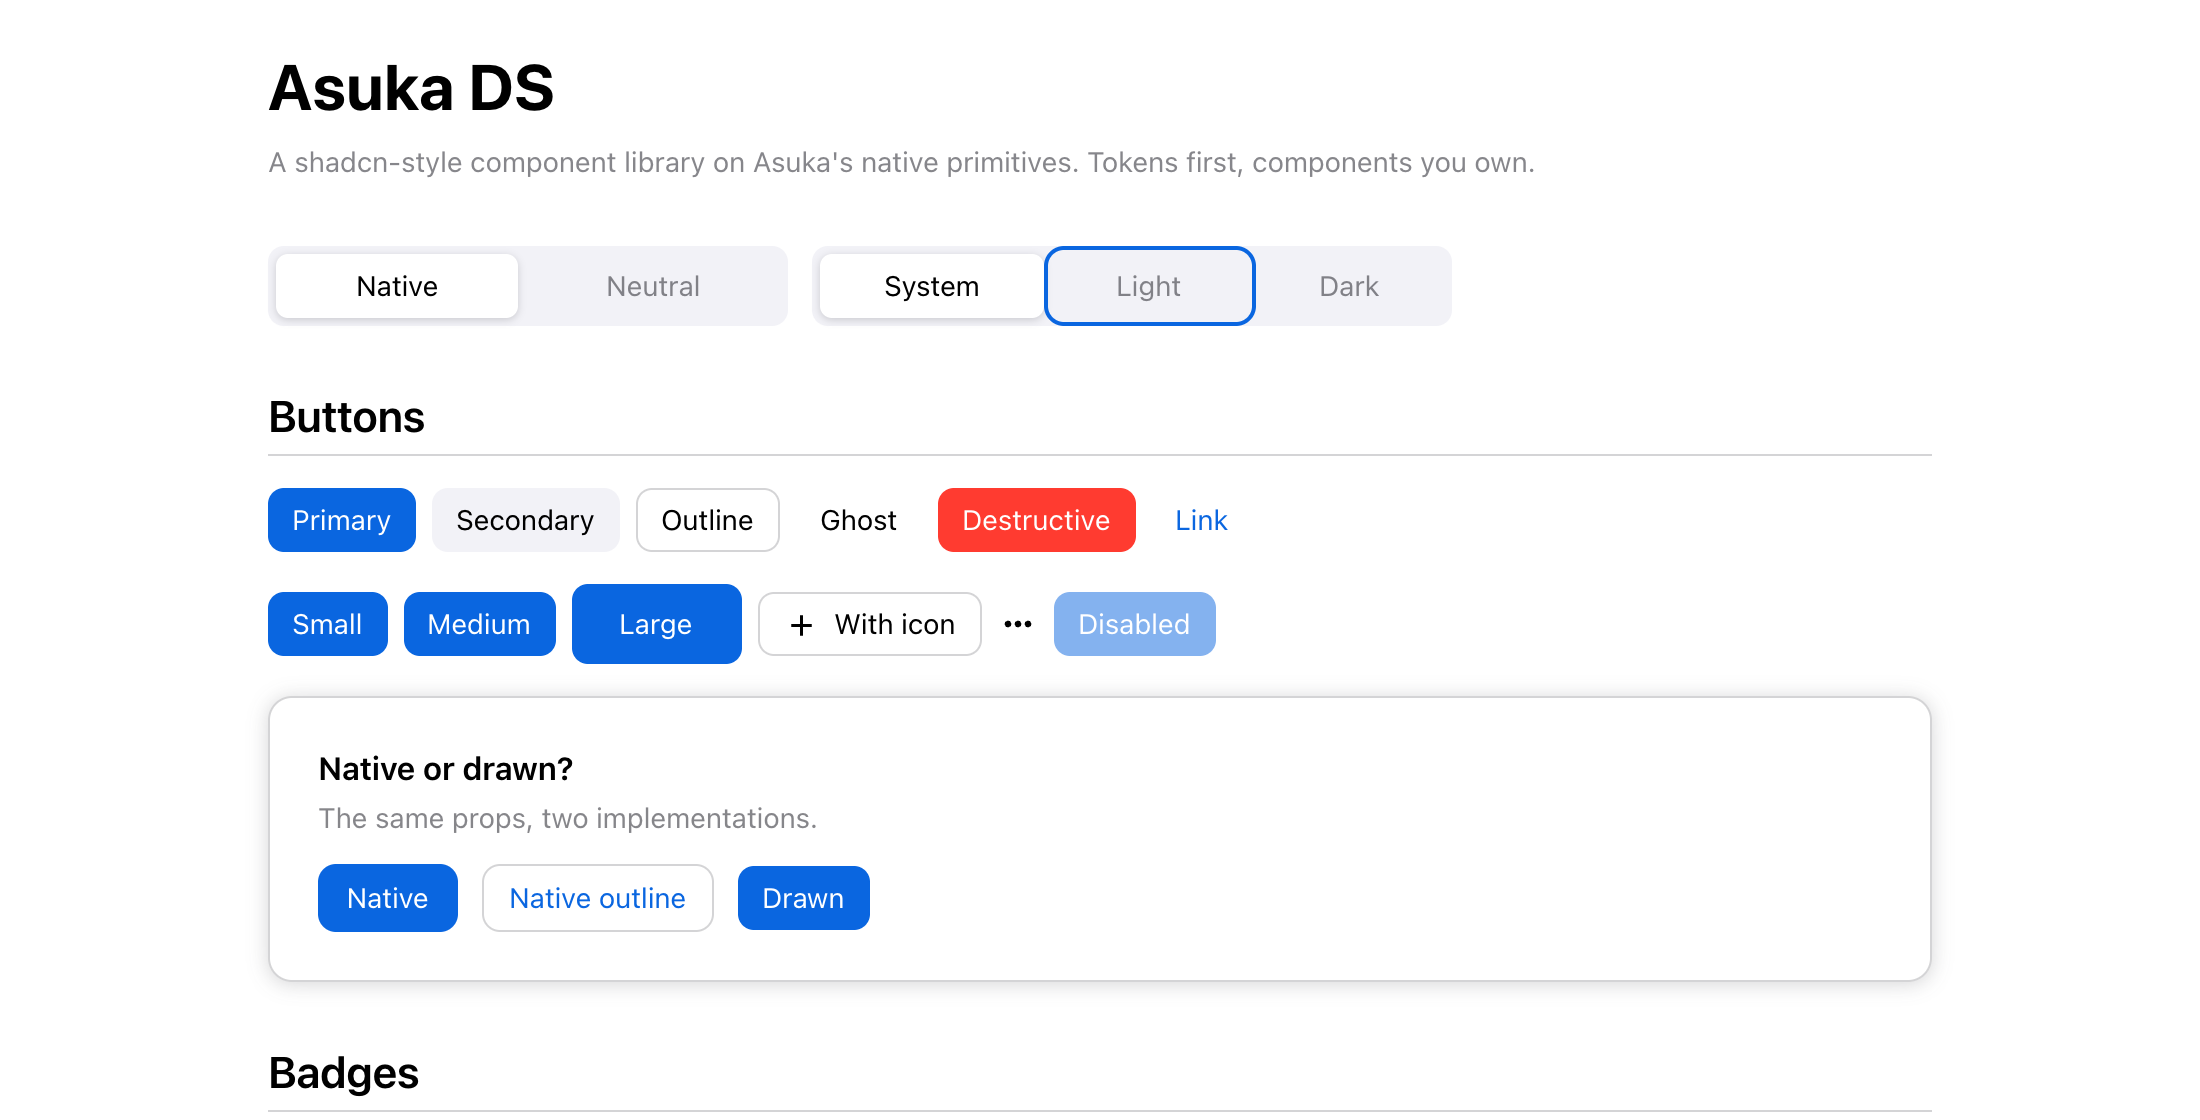 Asuka DS
A shadcn-style component library on Asuka's native primitives. Tokens first, components you own.
Native Neutral System Light Dark
Buttons
Primary Secondary Outline Ghost Destructive Link
Small Medium Large + With icon ••• Disabled
Native or drawn?
The same props, two implementations.
Native Native outline Drawn
Badges